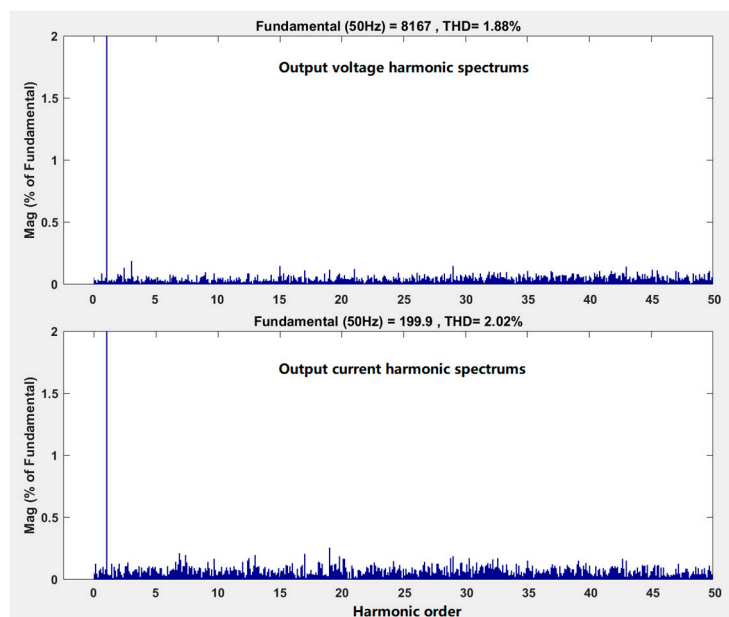 Fundamental (50Hz) = 8167 , THD= 1.88%
Output voltage harmonic spectrums
Mag (% of Fundamental)
2
1.5
1
0.5
0
0 5 10 15 20 25 30 35 40 45 50
Fundamental (50Hz) = 199.9 , THD= 2.02%
Output current harmonic spectrums
Mag (% of Fundamental)
2
1.5
1
0.5
0
0 5 10 15 20 25 30 35 40 45 50
Harmonic order